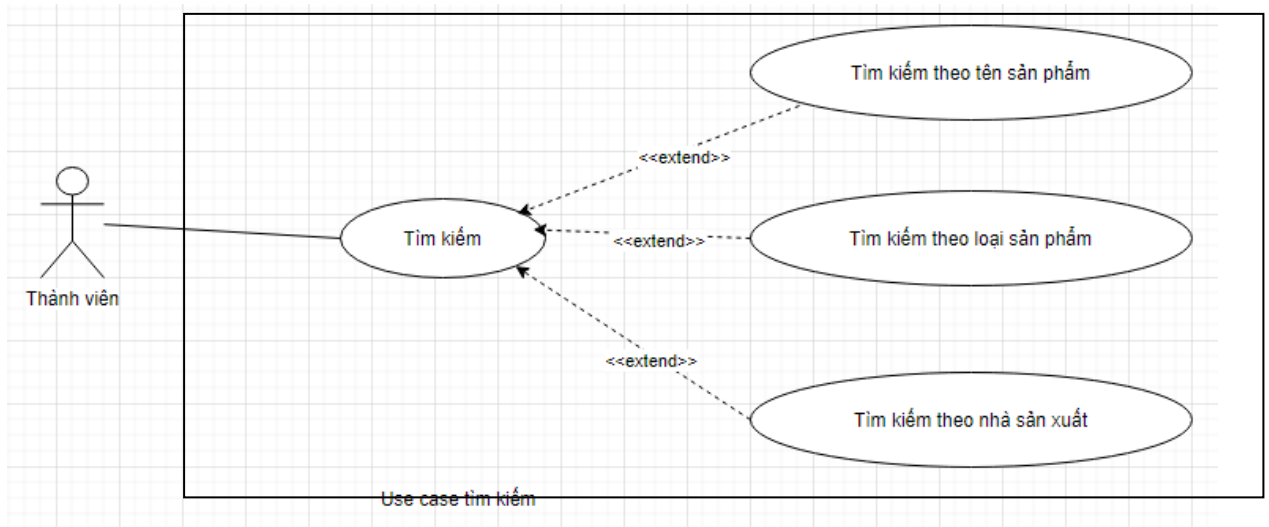 Tìm kiếm theo tên sản phẩm
<<extend>>
Tìm kiếm
<<extend>>
Tìm kiếm theo loại sản phẩm
Thành viên
<<extend>>
Tìm kiếm theo nhà sản xuất
Use case tìm kiếm